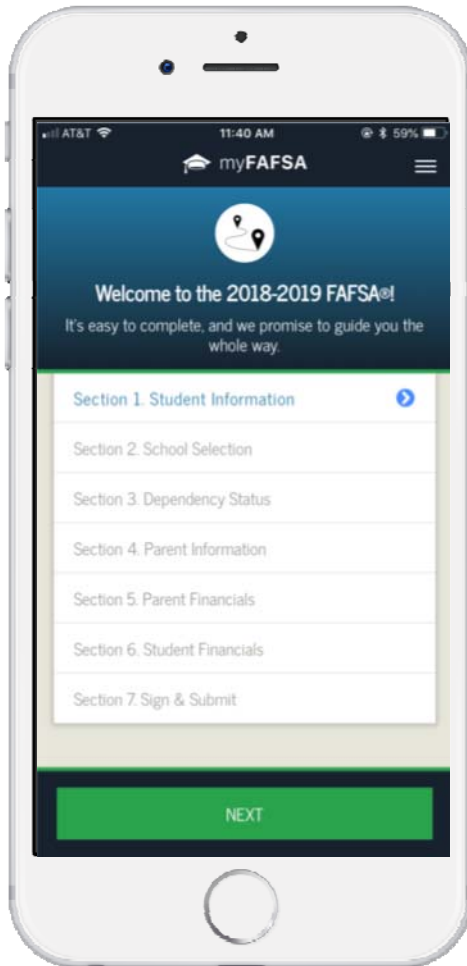 AT&T 11:40 AM 59%
myFAFSA
Welcome to the 2018-2019 FAFSA®!
It's easy to complete, and we promise to guide you the
whole way.
Section 1. Student Information
Section 2. School Selection
Section 3. Dependency Status
Section 4. Parent Information
Section 5. Parent Financials
Section 6. Student Financials
Section 7. Sign & Submit
NEXT